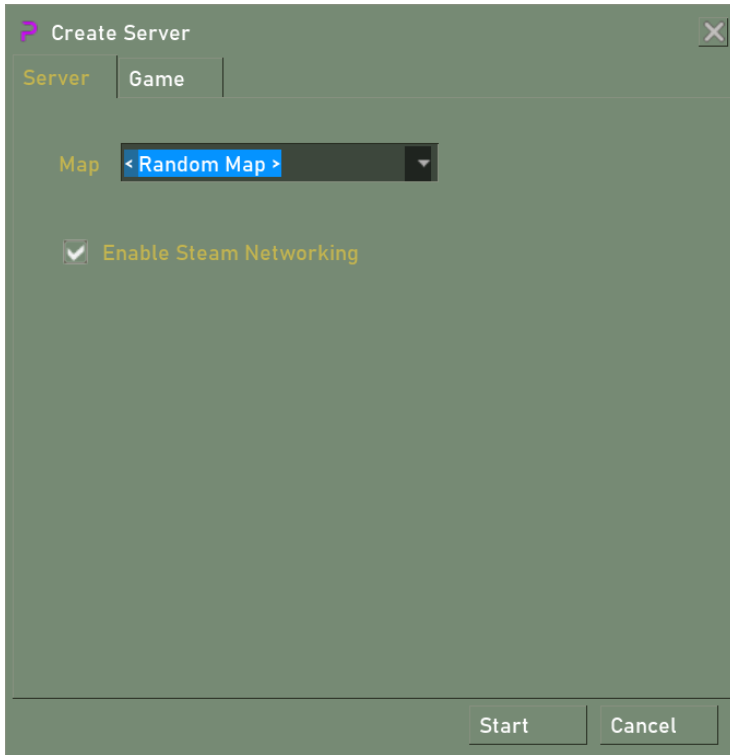 Create Server
Server Game
Map < Random Map >
Enable Steam Networking
Start Cancel